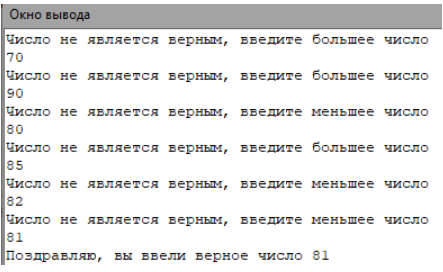 Окно вывода
Число не является верным, введите большее число
70
Число не является верным, введите большее число
90
Число не является верным, введите меньшее число
80
Число не является верным, введите большее число
85
Число не является верным, введите меньшее число
82
Число не является верным, введите меньшее число
81
Поздравляю, вы ввели верное число 81